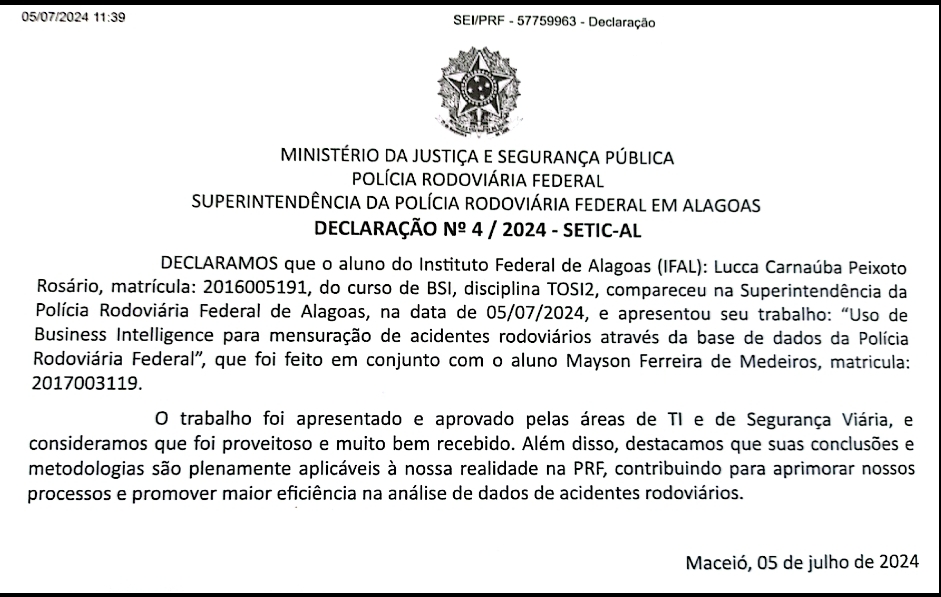 05/07/2024 11:39
SEI/PRF - 57759963 - Declaração
MINISTÉRIO DA JUSTIÇA E SEGURANÇA PÚBLICA
POLÍCIA RODOVIÁRIA FEDERAL
SUPERINTENDÊNCIA DA POLÍCIA RODOVIÁRIA FEDERAL EM ALAGOAS
DECLARAÇÃO Nº 4 / 2024 - SETIC-AL
DECLARAMOS que o aluno do Instituto Federal de Alagoas (IFAL): Lucca Carnaúba Peixoto
Rosário, matrícula: 2016005191, do curso de BSI, disciplina TOSI2, compareceu na Superintendência da
Polícia Rodoviária Federal de Alagoas, na data de 05/07/2024, e apresentou seu trabalho: “Uso de
Business Intelligence para mensuração de acidentes rodoviários através da base de dados da Polícia
Rodoviária Federal”, que foi feito em conjunto com o aluno Mayson Ferreira de Medeiros, matricula:
2017003119.
O trabalho foi apresentado e aprovado pelas áreas de TI e de Segurança Viária, e
consideramos que foi proveitoso e muito bem recebido. Além disso, destacamos que suas conclusões e
metodologias são plenamente aplicáveis à nossa realidade na PRF, contribuindo para aprimorar nossos
processos e promover maior eficiência na análise de dados de acidentes rodoviários.
Maceió, 05 de julho de 2024